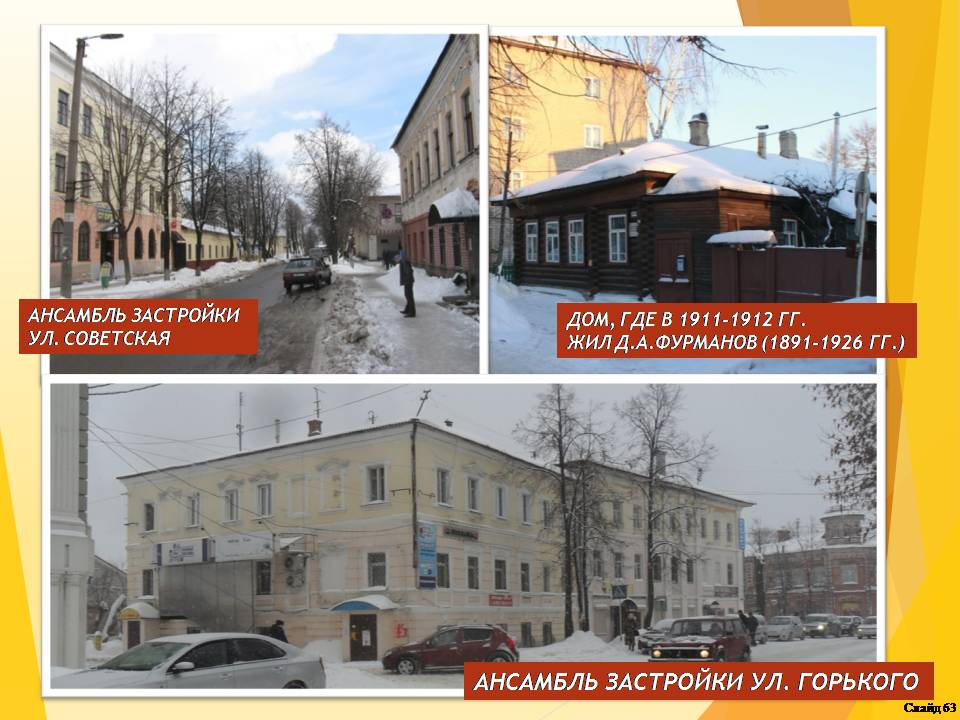 АНСАМБЛЬ ЗАСТРОЙКИ
УЛ. СОВЕТСКАЯ
ДОМ, ГДЕ В 1911-1912 ГГ.
ЖИЛ Д.А.ФУРМАНОВ (1891-1926 ГГ.)
АНСАМБЛЬ ЗАСТРОЙКИ УЛ. ГОРЬКОГО
Слайд 63